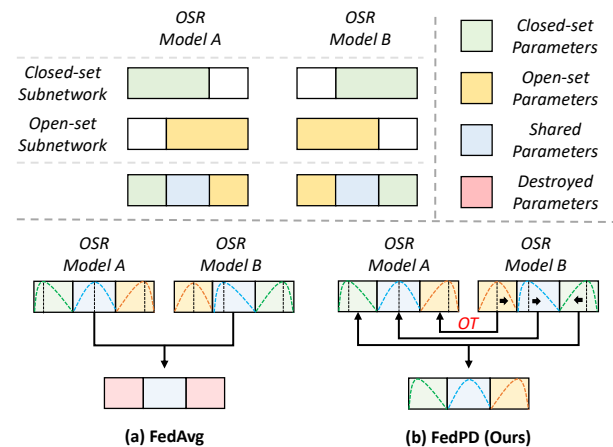 OSR
Model A
OSR
Model B
Closed-set
Subnetwork
Open-set
Subnetwork
Closed-set
Parameters
Open-set
Parameters
Shared
Parameters
Destroyed
Parameters
OSR
Model A
OSR
Model B
OSR
Model A
OSR
Model B
OT
(a) FedAvg
(b) FedPD (Ours)